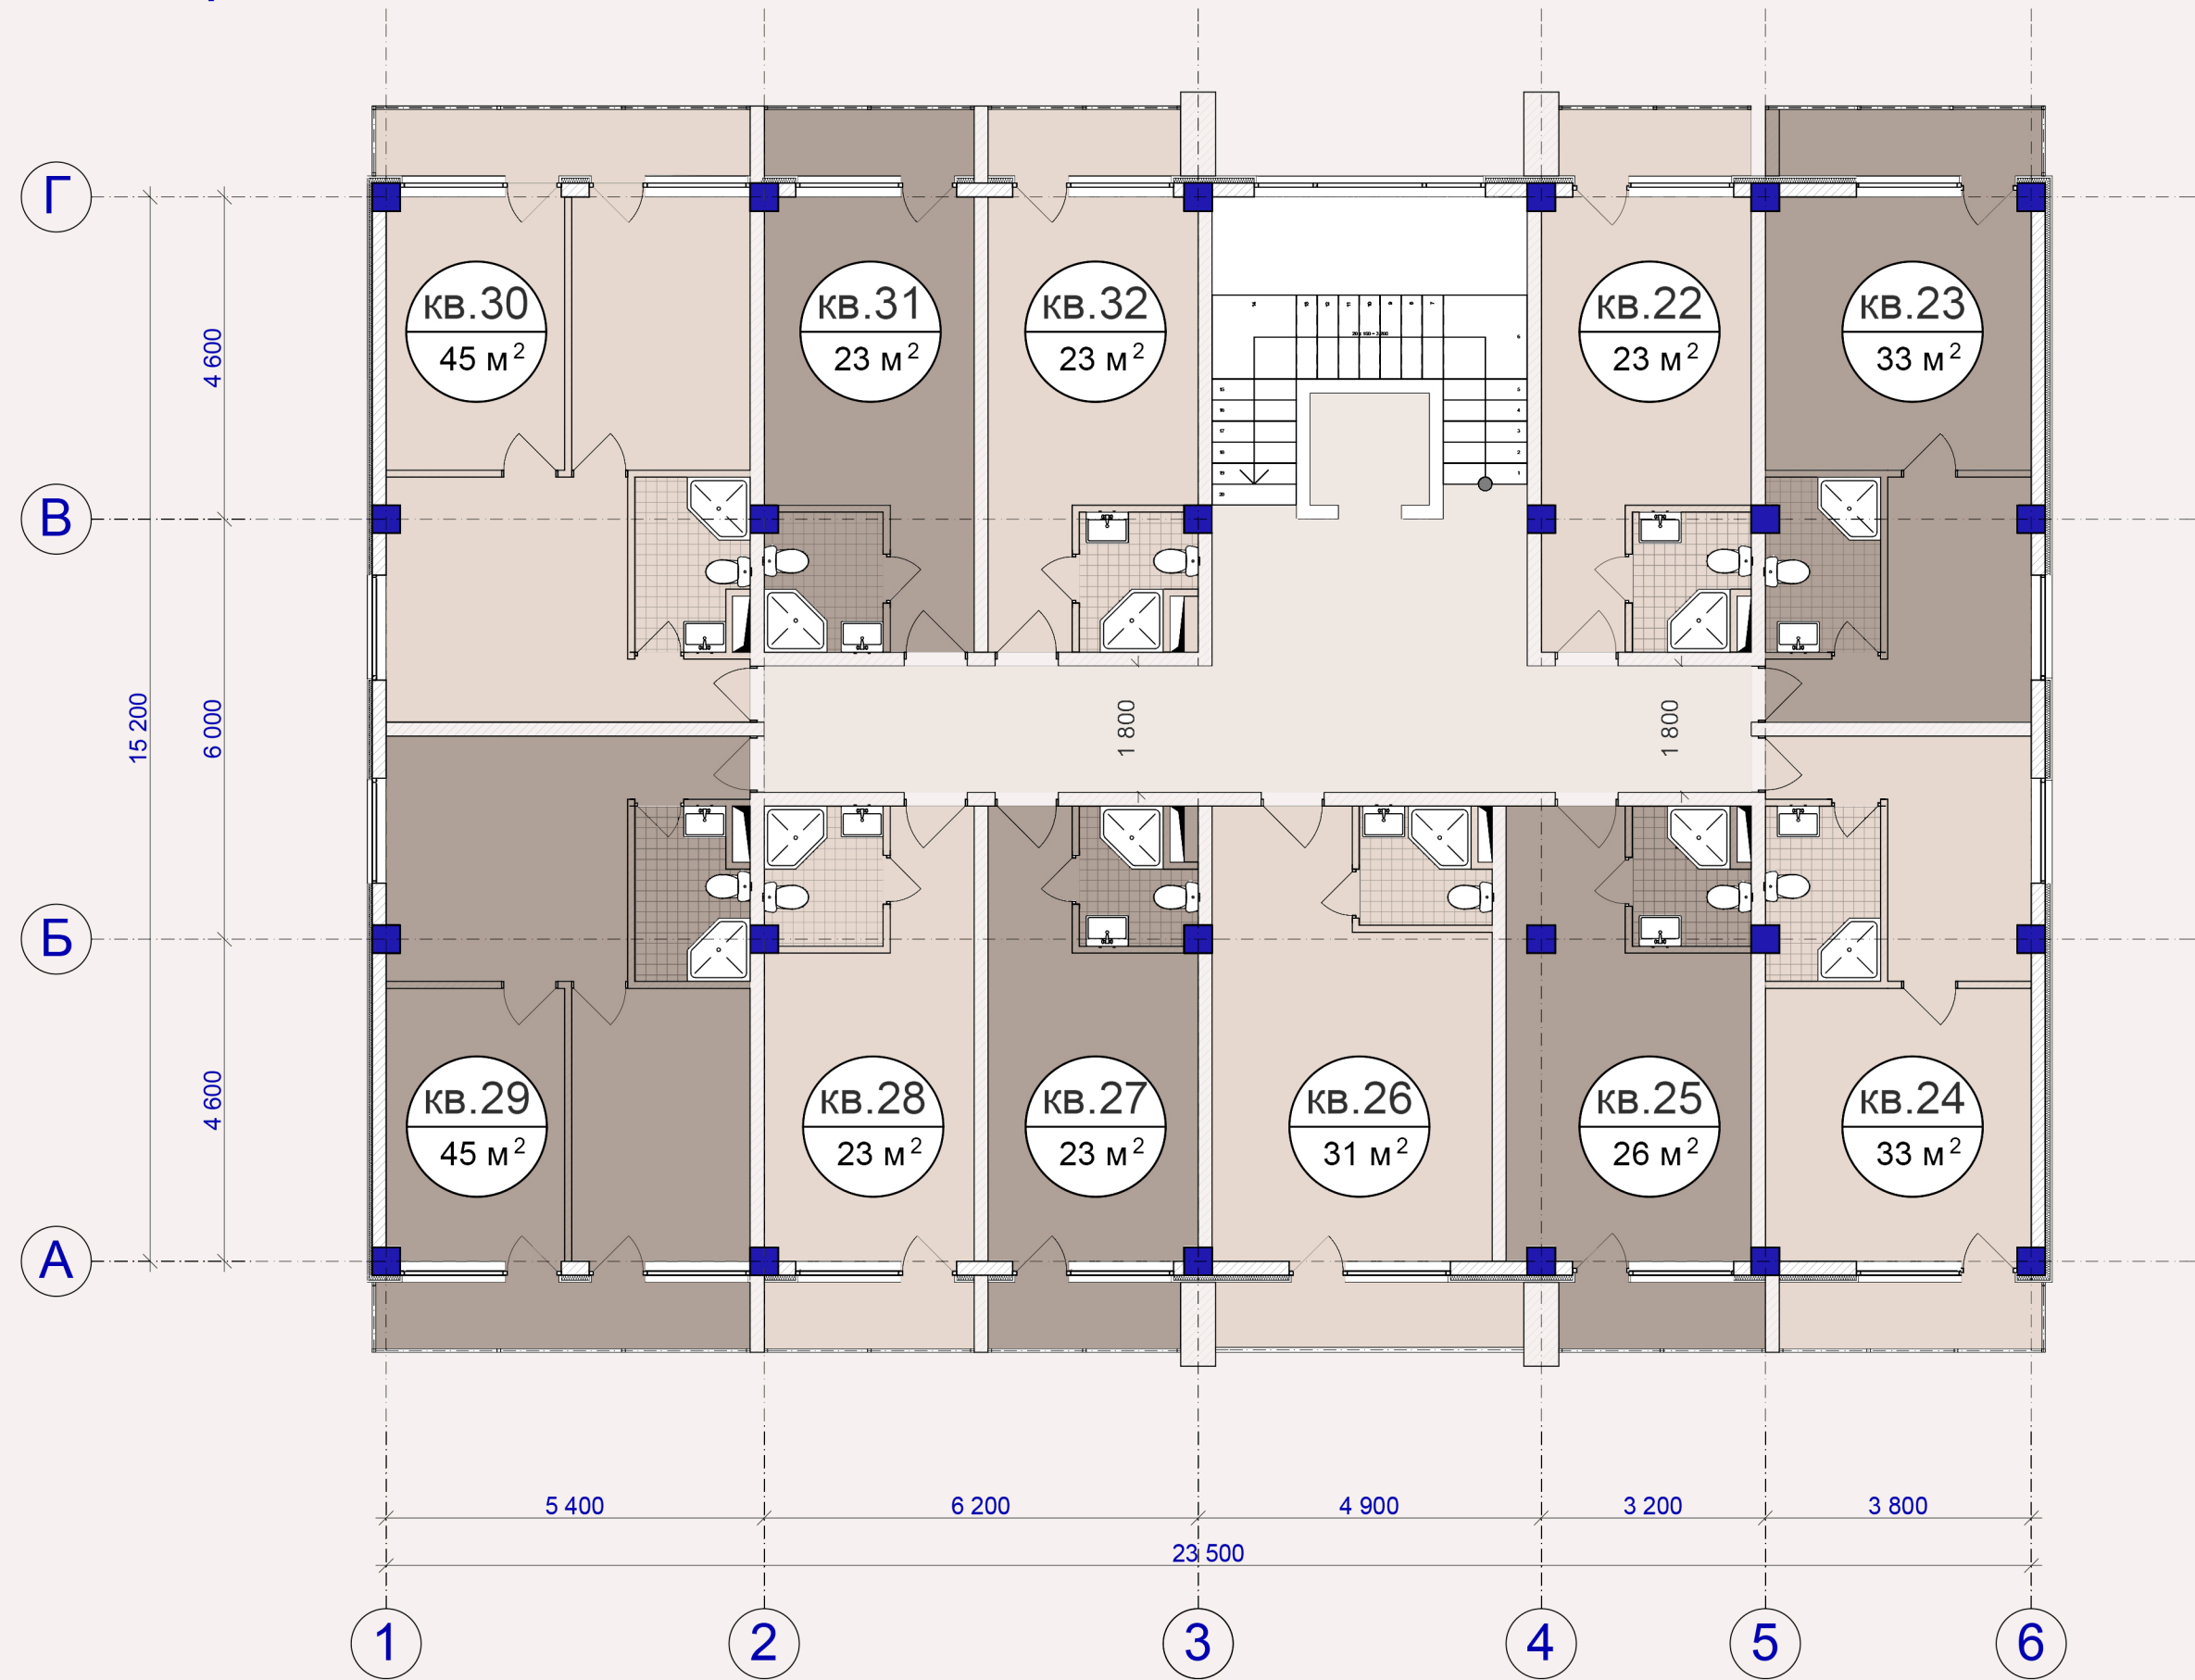 Г
кв.30
45 м²
кв.31
23 м²
кв.32
23 м²
кв.22
23 м²
кв.23
33 м²
4 600
В
15 200
6 000
1 800
1 800
Б
4 600
кв.29
45 м²
кв.28
23 м²
кв.27
23 м²
кв.26
31 м²
кв.25
26 м²
кв.24
33 м²
А
5 400
6 200
4 900
3 200
3 800
23 500
1
2
3
4
5
6